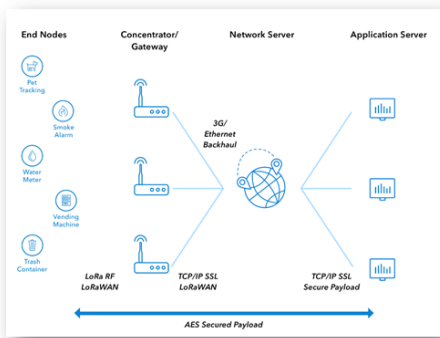 End Nodes
Concentrator/
Gateway
Network Server
Application Server
Pet
Tracking
Smoke
Alarm
3G/
Ethernet
Backhaul
Water
Meter
Vending
Machine
Trash
Container
LoRa RF
LoRaWAN
TCP/IP SSL
LoRaWAN
TCP/IP SSL
Secure Payload
AES Secured Payload